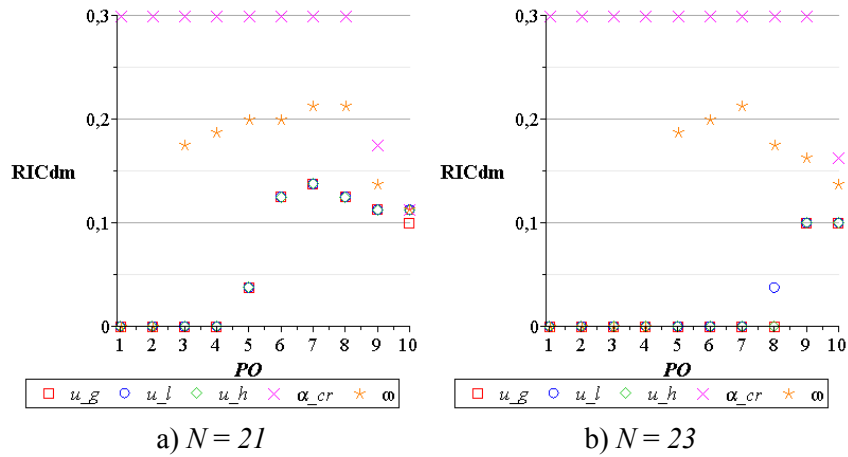 0,3
0,2
RICdm
0,1
0
1 2 3 4 5 6 7 8 9 10
PO
u_g u_l u_h α_cr ω
a) N = 21
0,3
0,2
RICdm
0,1
0
1 2 3 4 5 6 7 8 9 10
PO
u_g u_l u_h α_cr ω
b) N = 23